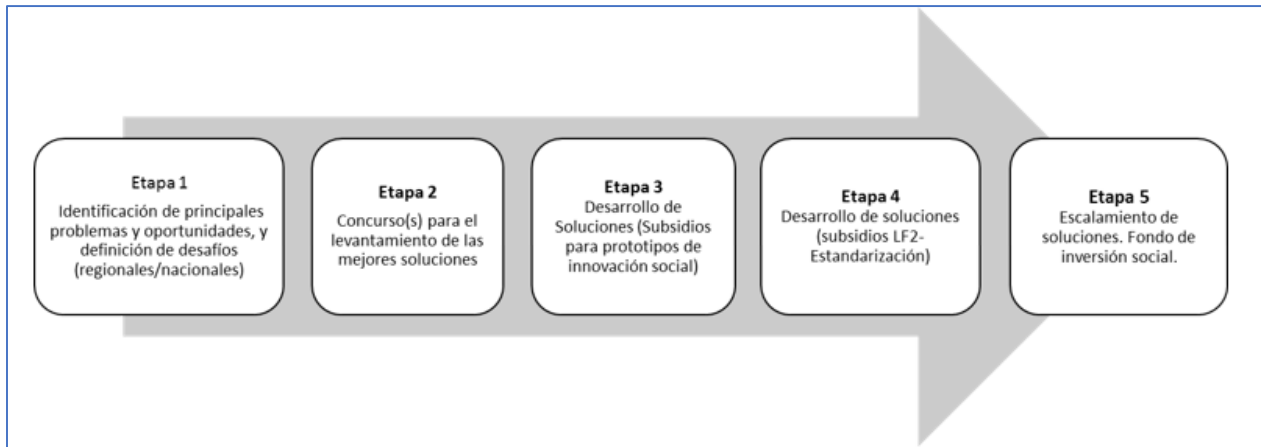 Etapa 1
Identificación de principales
problemas y oportunidades, y
definición de desafíos
(regionales/nacionales)
Etapa 2
Concurso(s) para el
levantamiento de las
mejores soluciones
Etapa 3
Desarrollo de
Soluciones (Subsidios
para prototipos de
innovación social)
Etapa 4
Desarrollo de soluciones
(subsidios LF2-
Estandarización)
Etapa 5
Escalamiento de
soluciones. Fondo de
inversión social.